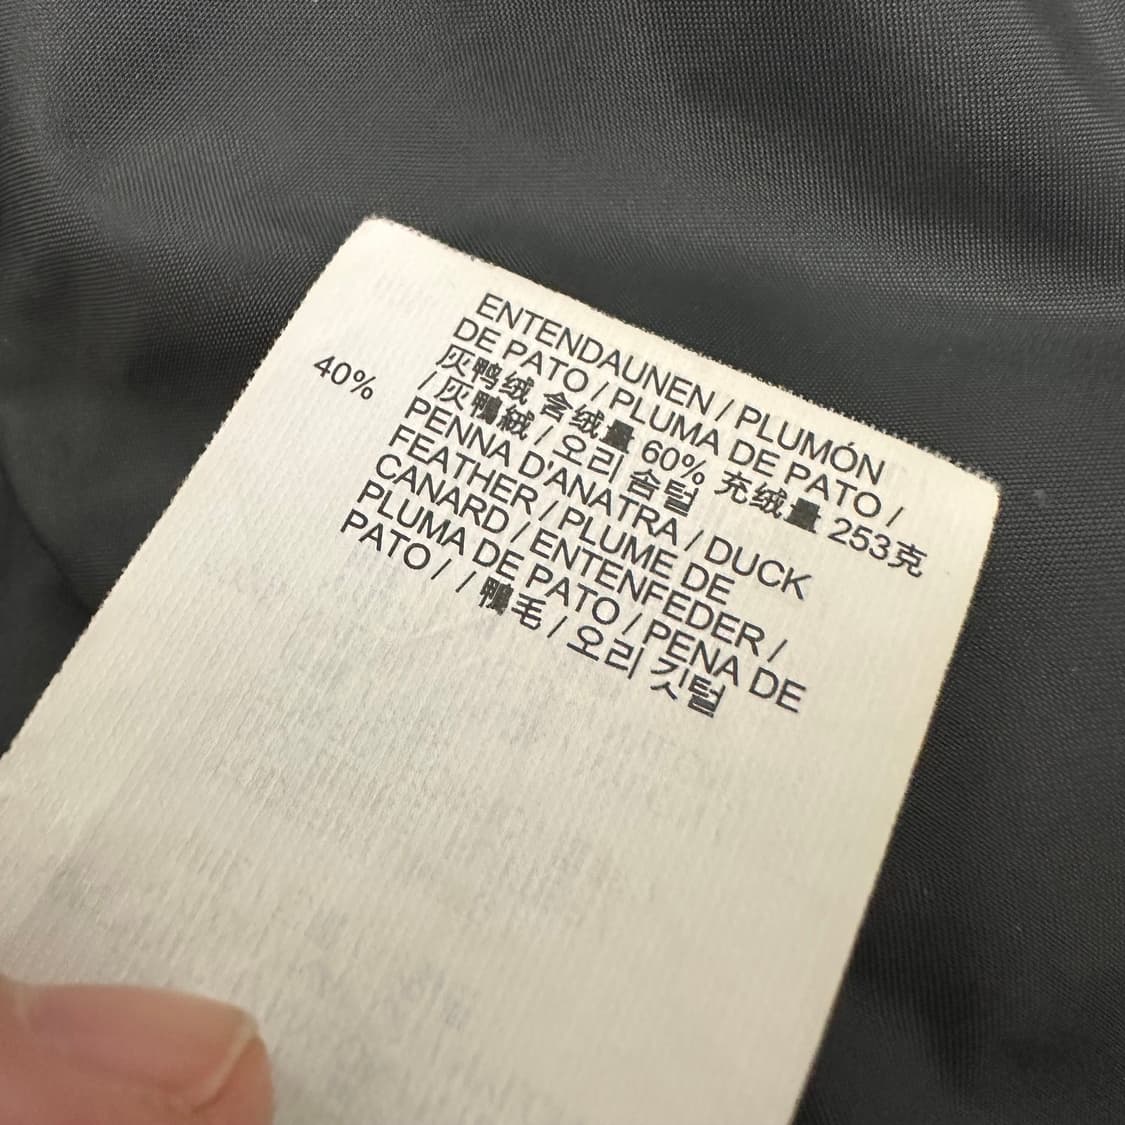 ENTENDAUNEN / PLUMÓN
DE PATO / PLUMA DE PATO /
灰鸭绒 含绒量 60% 充绒量 253克
/ 灰鴨絨 / 오리 솜털
40% PENNA D'ANATRA / DUCK
FEATHER / PLUME DE
CANARD / ENTENFEDER /
PLUMA DE PATO / PENA DE
PATO / / 鴨毛 / 오리 깃털